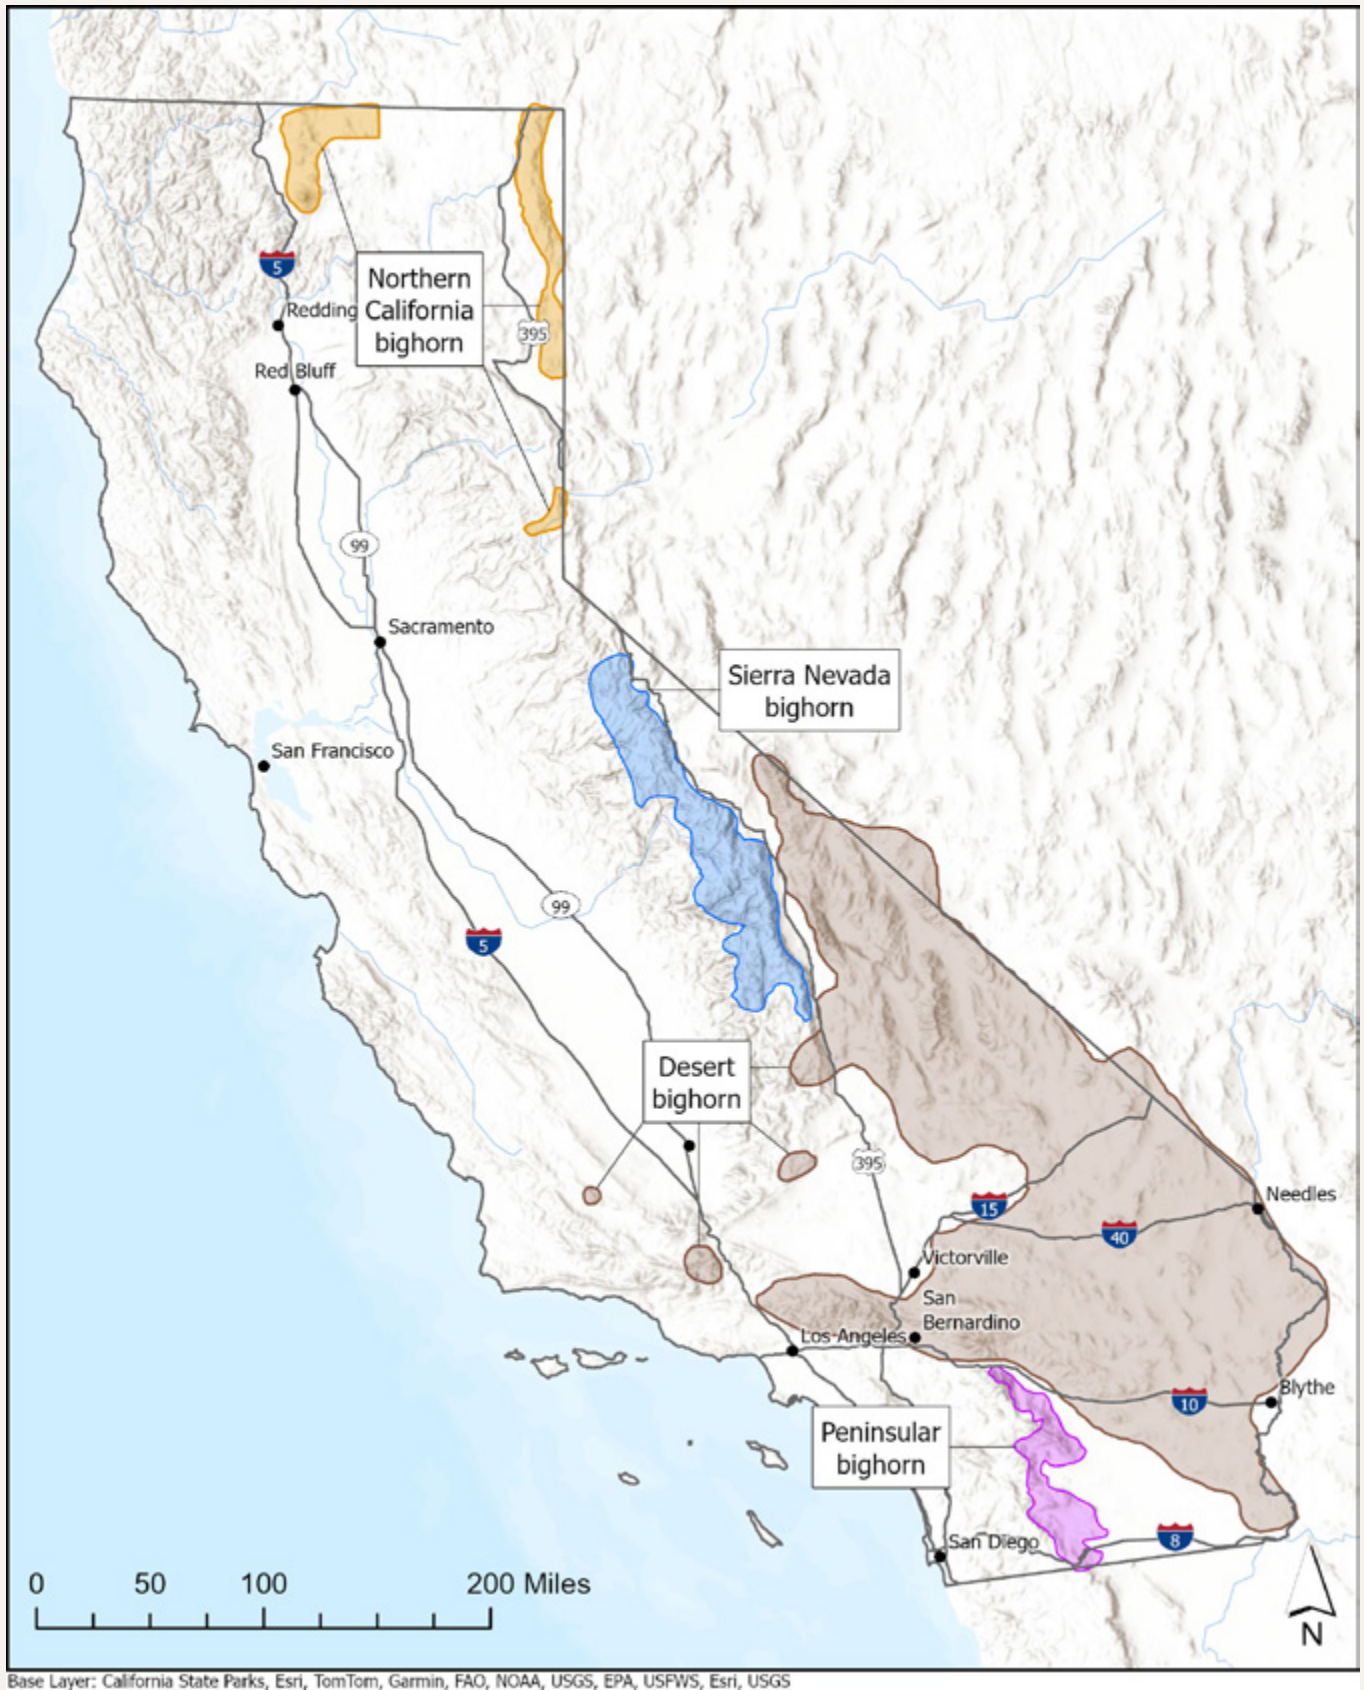 5
Redding
Northern
California
bighorn
395
Red Bluff
99
Sacramento
Sierra Nevada
bighorn
San Francisco
99
5
Desert
bighorn
395
15
Needles
40
Victorville
San
Bernardino
Los Angeles
Blythe
10
Peninsular
bighorn
8
San Diego
0 50 100 200 Miles
N
Base Layer: California State Parks, Esri, TomTom, Garmin, FAO, NOAA, USGS, EPA, USFWS, Esri, USGS